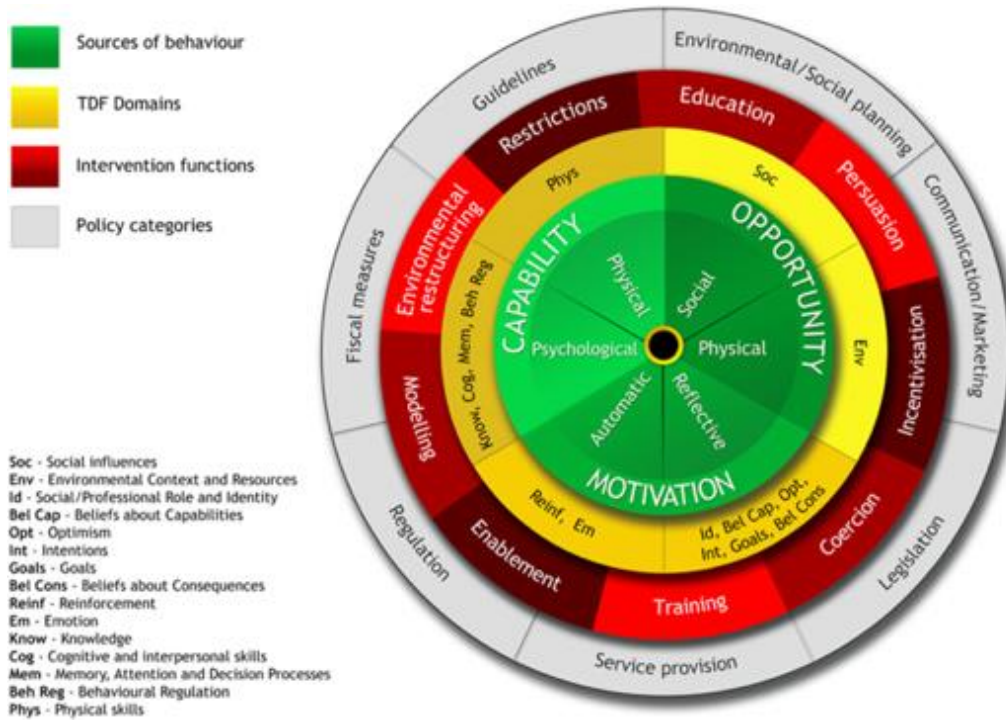 Sources of behaviour
TDF Domains
Intervention functions
Policy categories
Soc - Social influences
Env - Environmental Context and Resources
Id - Social/Professional Role and Identity
Bel Cap - Beliefs about Capabilities
Opt - Optimism
Int - Intentions
Goals - Goals
Bel Cons - Beliefs about Consequences
Reinf - Reinforcement
Em - Emotion
Know - Knowledge
Cog - Cognitive and interpersonal skills
Mem - Memory, Attention and Decision Processes
Beh Reg - Behavioural Regulation
Phys - Physical skills
Guidelines
Environmental/Social planning
Communication/Marketing
Legislation
Service provision
Regulation
Fiscal measures
Restrictions
Education
Persuasion
Incentivisation
Coercion
Training
Enablement
Modelling
Environmental
restructuring
Phys
Soc
Env
Id, Bel Cap, Opt,
Int, Goals, Bel Cons
Reinf, Em
Know, Cog, Mem, Beh Reg
CAPABILITY
OPPORTUNITY
MOTIVATION
Physical
Social
Physical
Reflective
Automatic
Psychological